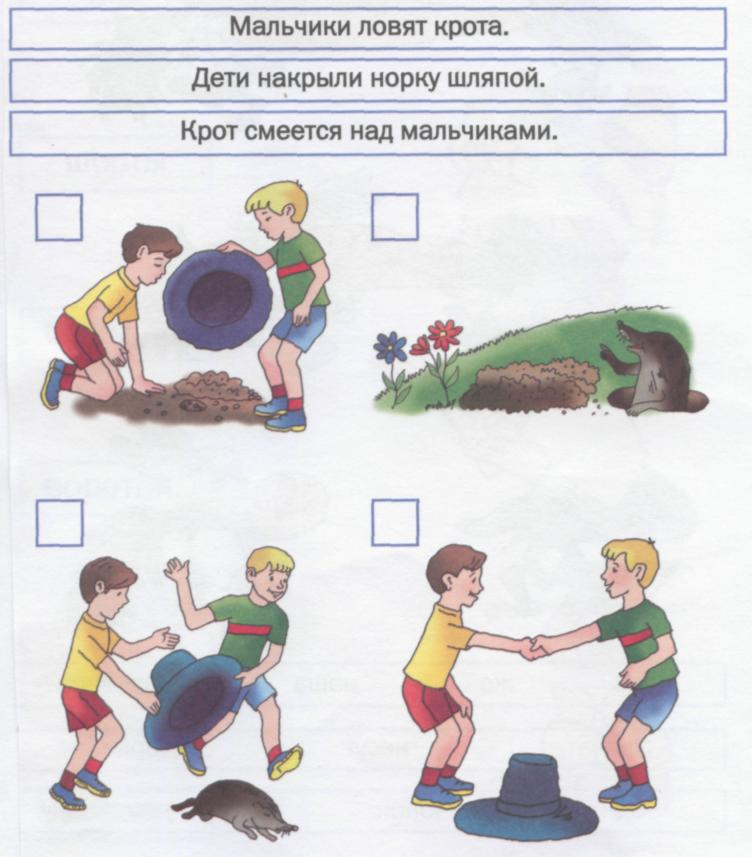 Мальчики ловят крота.
Дети накрыли норку шляпой.
Крот смеется над мальчиками.